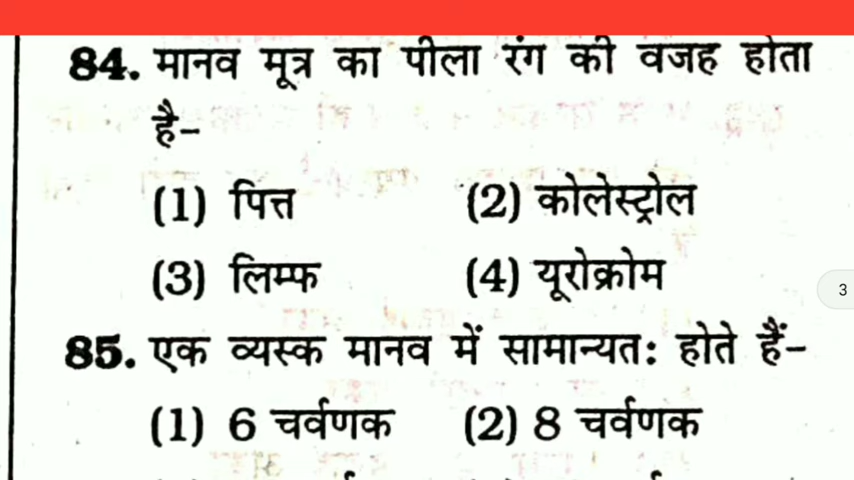 84. मानव मूत्र का पीला रंग की वजह होता
है-
(1) पित्त (2) कोलेस्ट्रोल
(3) लिम्फ (4) यूरोक्रोम
3
85. एक व्यस्क मानव में सामान्यत: होते हैं-
(1) 6 चर्वणक (2) 8 चर्वणक